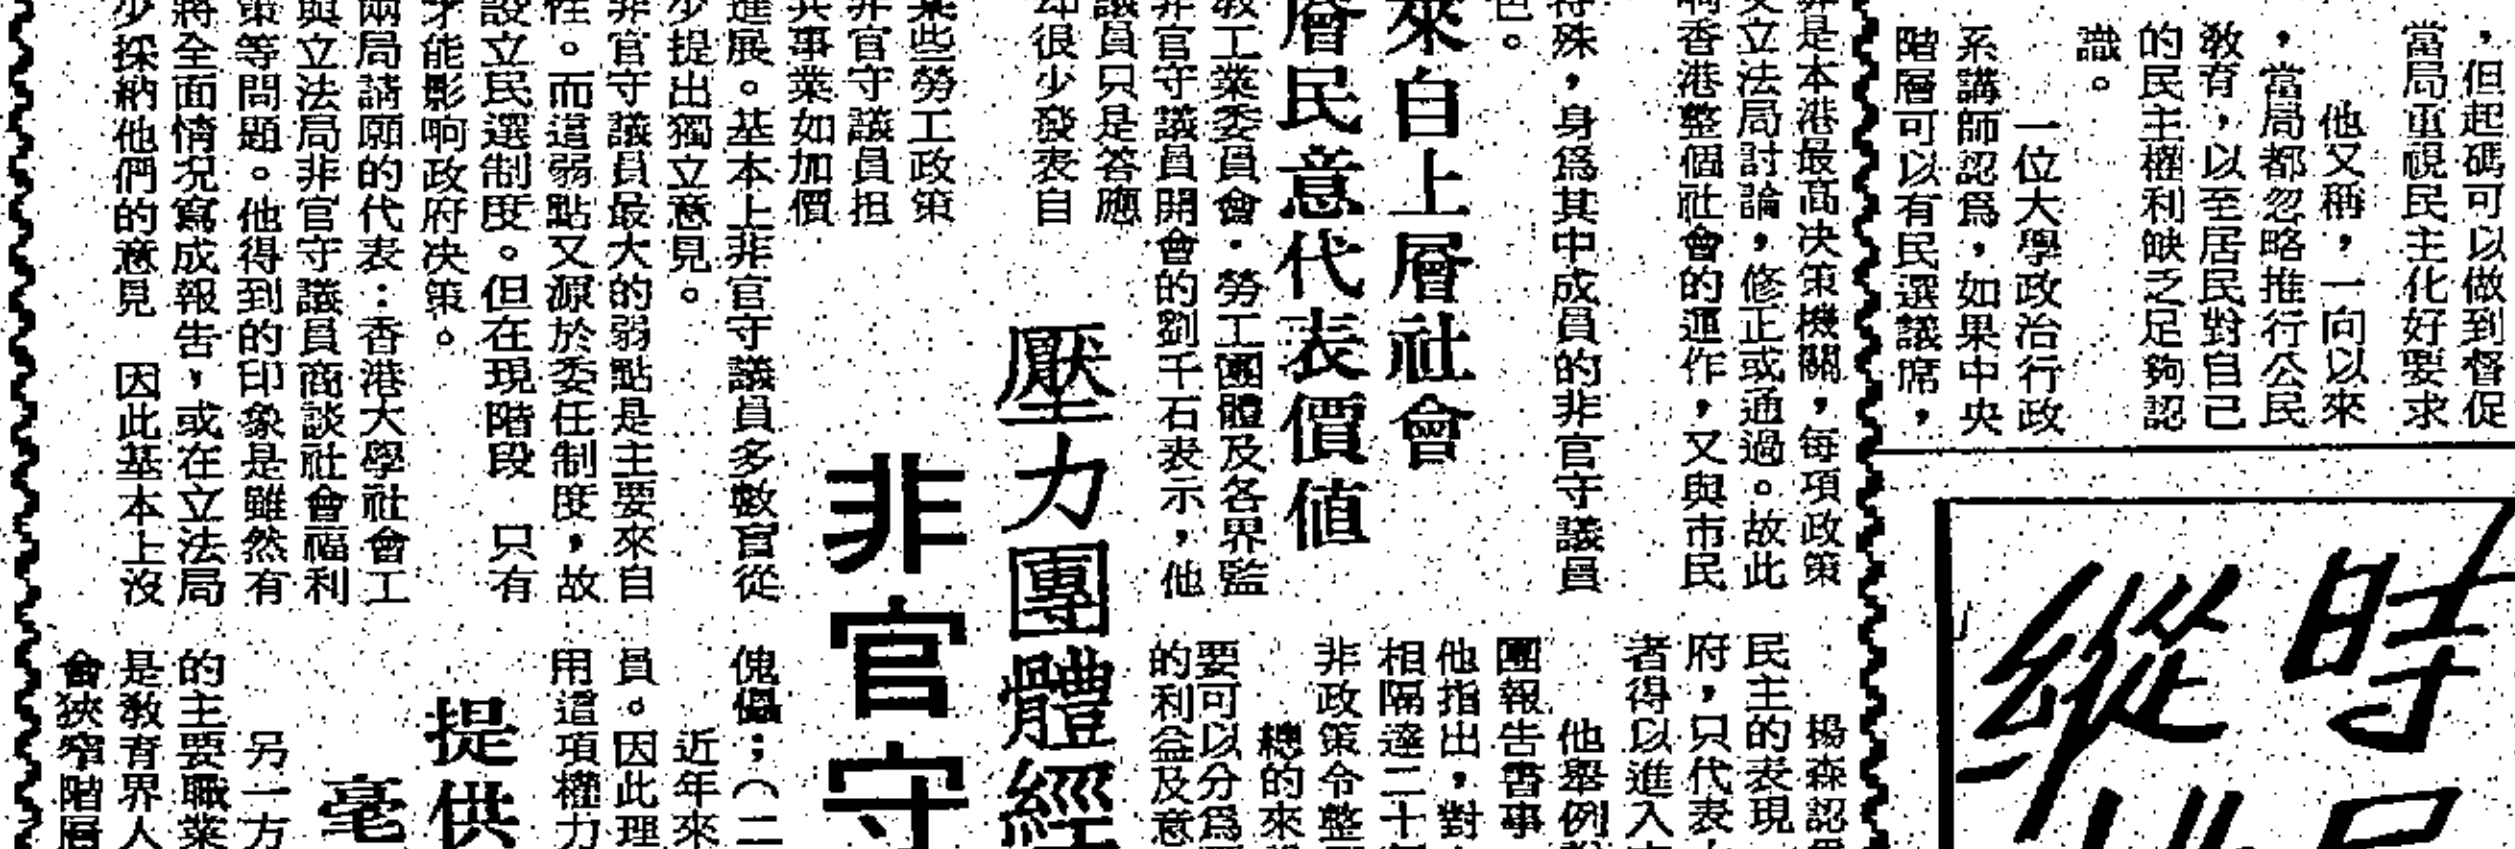 ，但起碼可以做到督促
當局重視民主化好要求
他又稱，一向以來
，當局都忽略推行公民
敎育，以至居民對自己
的民主權利缺乏足夠認
識。
一位大學政治行政
系講師認爲，如果中央
階層可以有民選議席，
時
縱
是本港最高决策機關，每項政策
立法局討論，修正或通過。故此
响香港整個社會的運作，又與市民
特殊，身爲其中成員的非官守議員
色。
來自上層社會
層民意代表價值
敎工業委員會．勞工團體及各界監
非官守議員開會的劉千石表示，他
議員只是答應
却很少發表自
壓力團體經
非官守
某些勞工政策
非官守議員担
共事業如加價
進展。基本上非官守議員多數盲從
少提出獨立意見。
非官守議員最大的弱點是主要來自
性。而這弱點又源於委任制度，故
設立民選制度。但在現階段 只有
才能影响政府决策。
兩局請願的代表：香港大學社會工
與立法局非官守議員商談社會福利
策等問題。他得到的印象是雖然有
將全面情况寫成報告，或在立法局
少採納他們的意見 因此基本上沒
楊森認
民主的表現
府，只代表
者得以進入
他舉例
團報告書事
他指出，對
相隔達二十
非政策令整
總的來
要可以分爲
的利益及意
傀儡；（二
近年來
員。因此理
用這項權力
提供
毫
另一方
的主要職業
是敎育界人
會狹窄階層